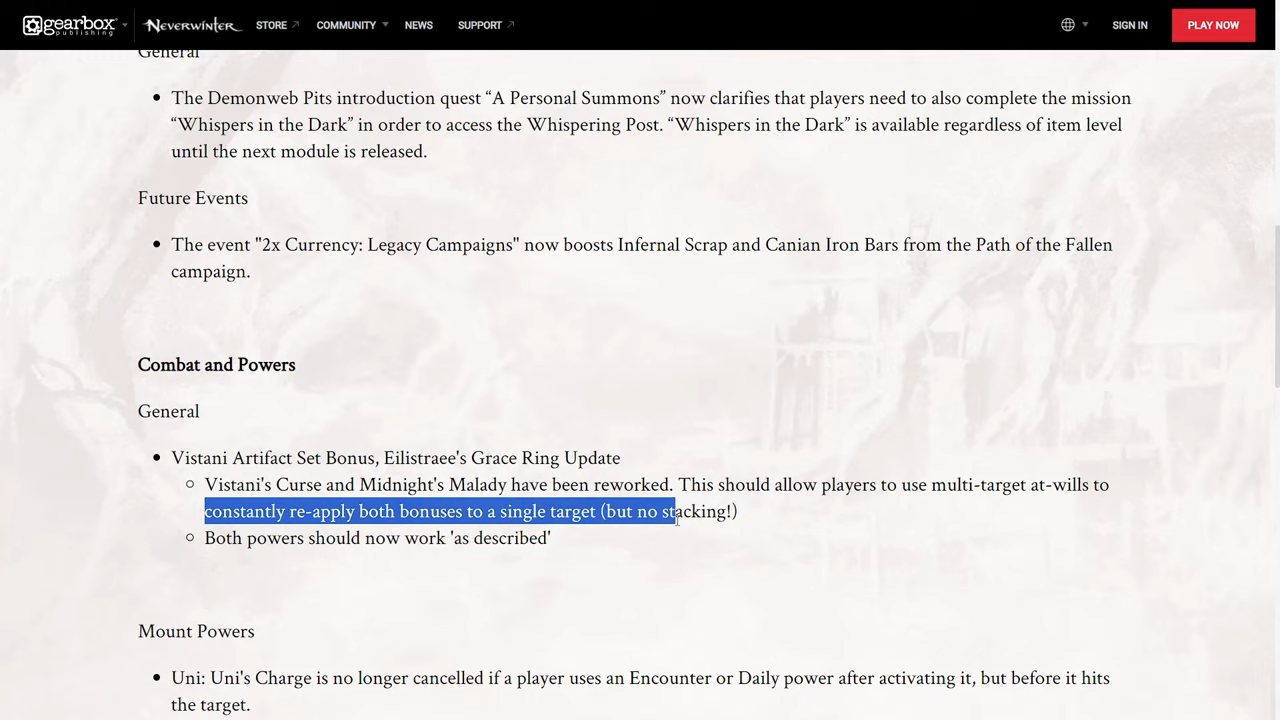 gearbox
publishing
NEVERWINTER
STORE
COMMUNITY
NEWS
SUPPORT
SIGN IN
PLAY NOW
General
The Demonweb Pits introduction quest “A Personal Summons” now clarifies that players need to also complete the mission
“Whispers in the Dark” in order to access the Whispering Post. “Whispers in the Dark” is available regardless of item level
until the next module is released.
Future Events
The event "2x Currency: Legacy Campaigns" now boosts Infernal Scrap and Canian Iron Bars from the Path of the Fallen
campaign.
Combat and Powers
General
Vistani Artifact Set Bonus, Eilistraee's Grace Ring Update
Vistani's Curse and Midnight's Malady have been reworked. This should allow players to use multi-target at-wills to
constantly re-apply both bonuses to a single target (but no stacking!)
Both powers should now work 'as described'
Mount Powers
Uni: Uni's Charge is no longer cancelled if a player uses an Encounter or Daily power after activating it, but before it hits
the target.